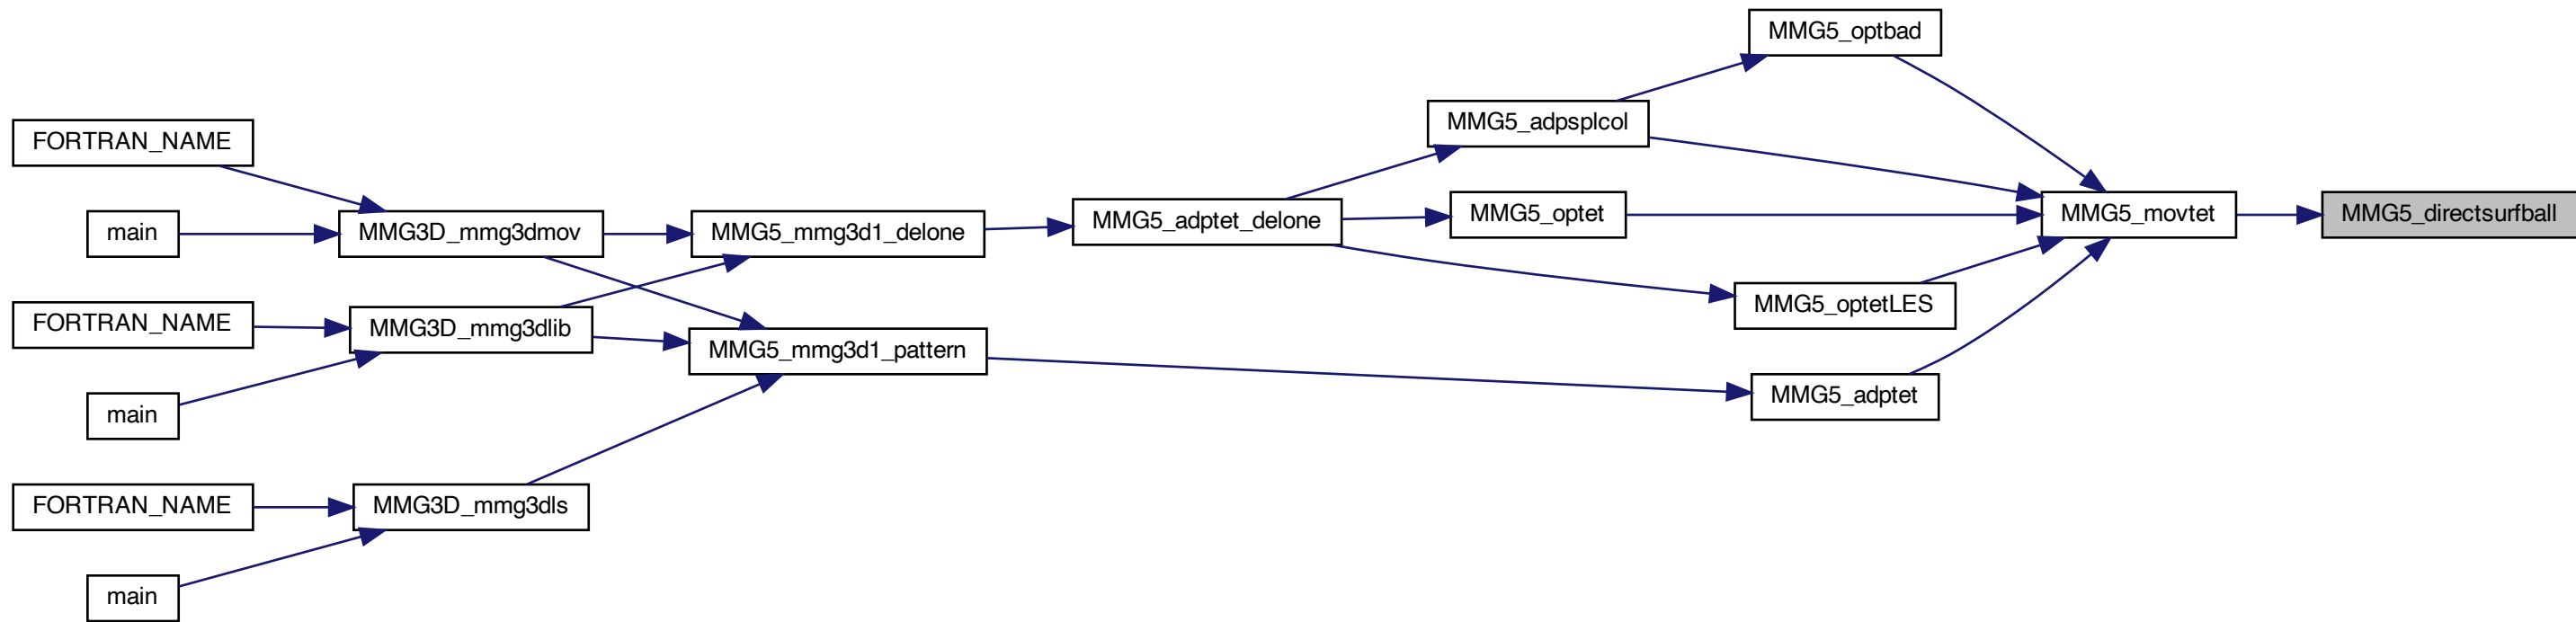 MMG5_optbad
MMG5_adpsplcol
FORTRAN_NAME
main
MMG3D_mmg3dmov
MMG5_mmg3d1_delone
MMG5_adptet_delone
MMG5_optet
MMG5_movtet
MMG5_directsurfball
MMG5_optetLES
FORTRAN_NAME
MMG3D_mmg3dlib
MMG5_mmg3d1_pattern
MMG5_adptet
main
FORTRAN_NAME
MMG3D_mmg3dls
main